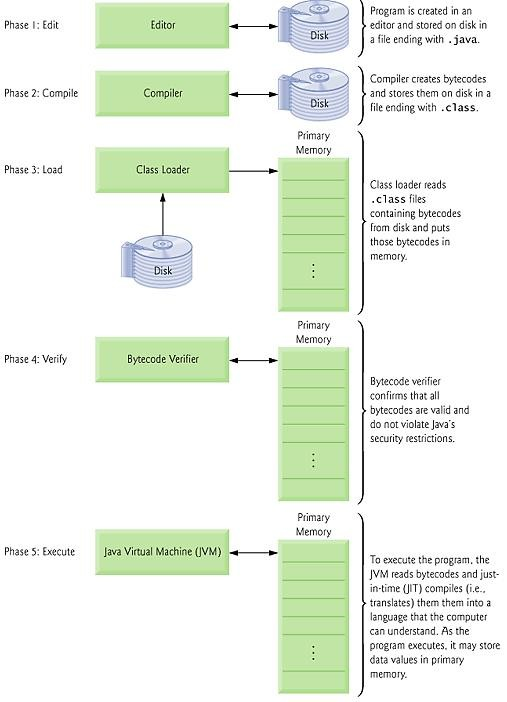 Phase 1: Edit
Editor
Disk
Program is created in an
editor and stored on disk in
a file ending with .java.
Phase 2: Compile
Compiler
Disk
Compiler creates bytecodes
and stores them on disk in a
file ending with .class.
Phase 3: Load
Class Loader
Disk
Primary
Memory
Class loader reads
.class files
containing bytecodes
from disk and puts
those bytecodes in
memory.
Phase 4: Verify
Bytecode Verifier
Primary
Memory
Bytecode verifier
confirms that all
bytecodes are valid and
do not violate Java's
security restrictions.
Phase 5: Execute
Java Virtual Machine (JVM)
Primary
Memory
To execute the program, the
JVM reads bytecodes and just-
in-time (JIT) compiles (i.e.,
translates) them them into a
language that the computer
can understand. As the
program executes, it may store
data values in primary
memory.